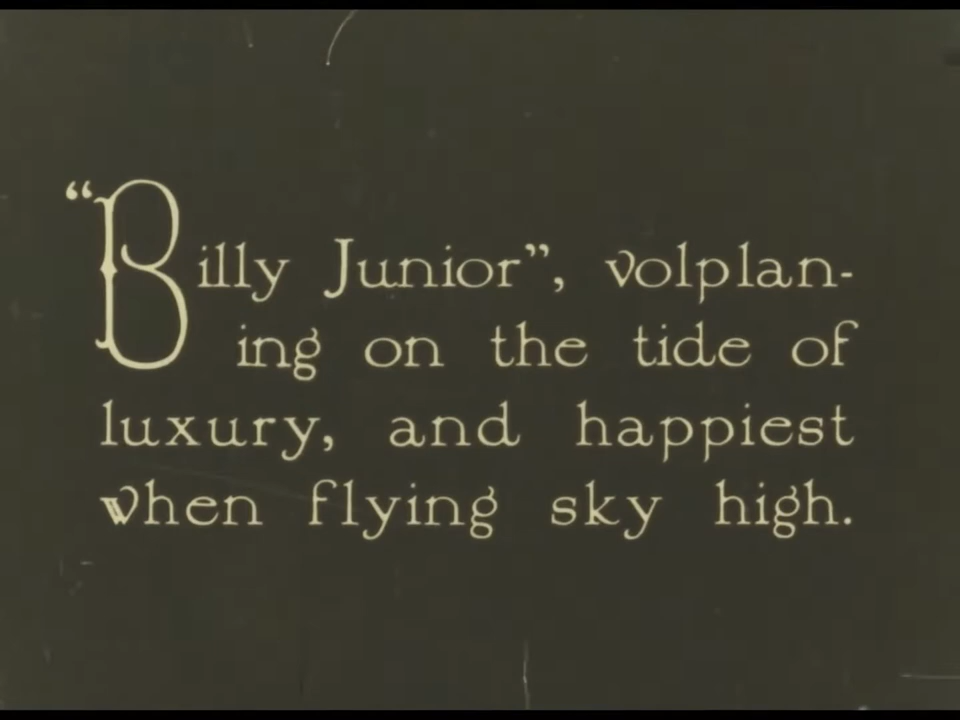 “Billy Junior”, volplan-
ing on the tide of
luxury, and happiest
when flying sky high.